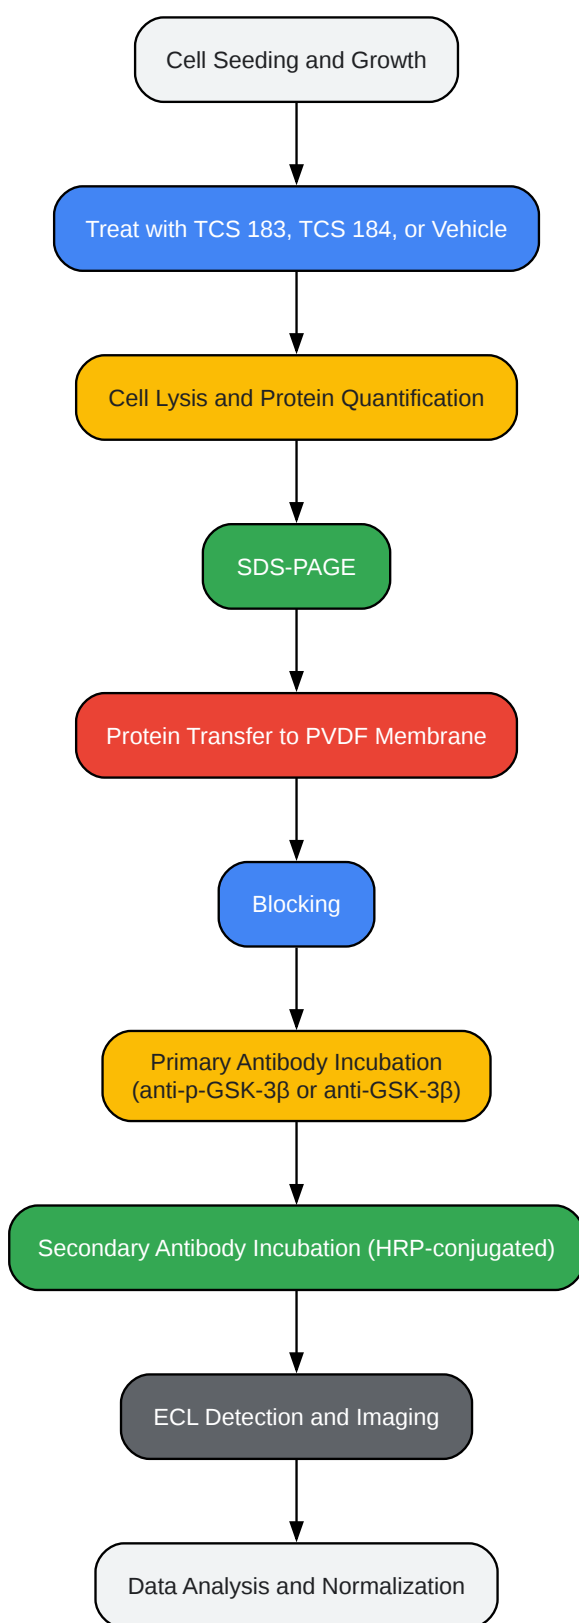 Cell Seeding and Growth
Treat with TCS 183, TCS 184, or Vehicle
Cell Lysis and Protein Quantification
SDS-PAGE
Protein Transfer to PVDF Membrane
Blocking
Primary Antibody Incubation
(anti-p-GSK-3β or anti-GSK-3β)
Secondary Antibody Incubation (HRP-conjugated)
ECL Detection and Imaging
Data Analysis and Normalization